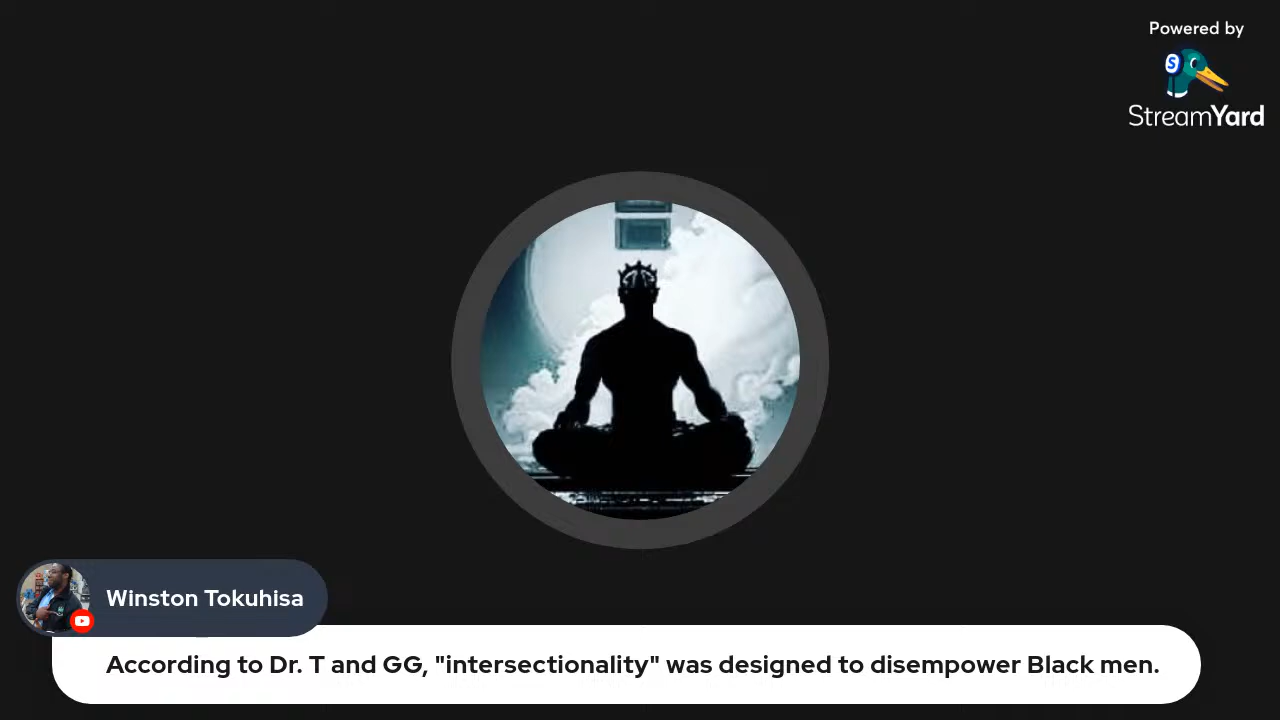 Powered by
S
StreamYard
Winston Tokuhisa
According to Dr. T and GG, "intersectionality" was designed to disempower Black men.